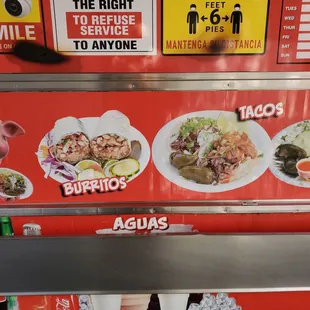 MILE
THE RIGHT
TO REFUSE
SERVICE
TO ANYONE
FEET
6
PIES
MANTENGA
DISTANCIA
TUES
WED
THURS
FRI
SAT
SUN
TACOS
BURRITOS
AGUAS